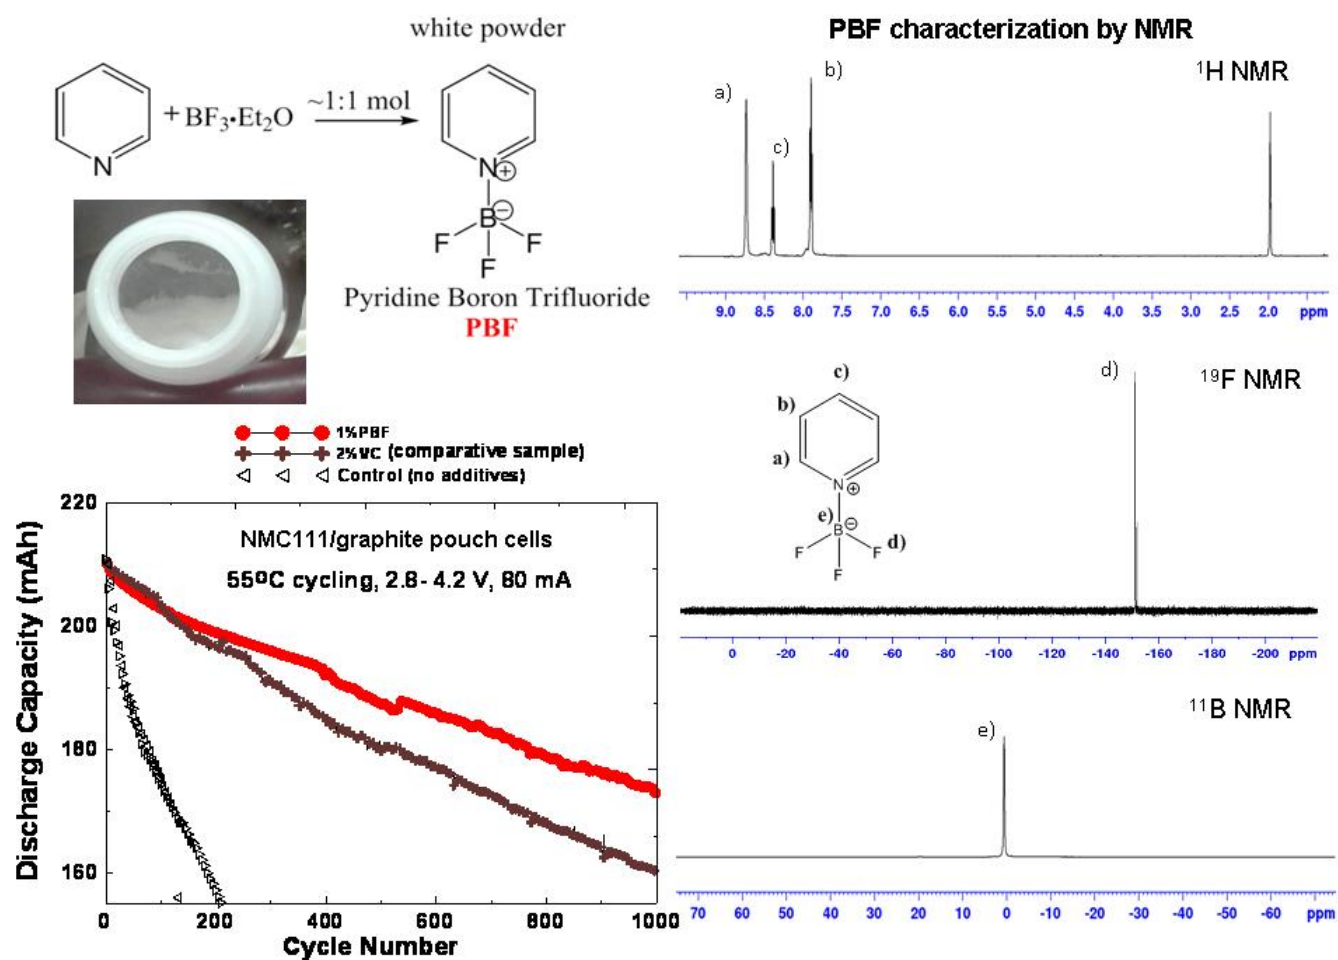 white powder
+ BF₃•Et₂O
~1:1 mol
N
N⊕
B⊖
F
F
F
Pyridine Boron Trifluoride
PBF
1%PBF
2%VC (comparative sample)
Control (no additives)
220
200
180
160
Discharge Capacity (mAh)
NMC111/graphite pouch cells
55ºC cycling, 2.8- 4.2 V, 80 mA
0
200
400
600
800
1000
Cycle Number
PBF characterization by NMR
¹H NMR
a)
b)
c)
9.0 8.5 8.0 7.5 7.0 6.5 6.0 5.5 5.0 4.5 4.0 3.5 3.0 2.5 2.0 ppm
¹⁹F NMR
d)
c)
b)
a)
N
⊕
e) B⊖
F
F d)
F
0 -20 -40 -60 -80 -100 -120 -140 -160 -180 -200 ppm
¹¹B NMR
e)
70 60 50 40 30 20 10 0 -10 -20 -30 -40 -50 -60 ppm